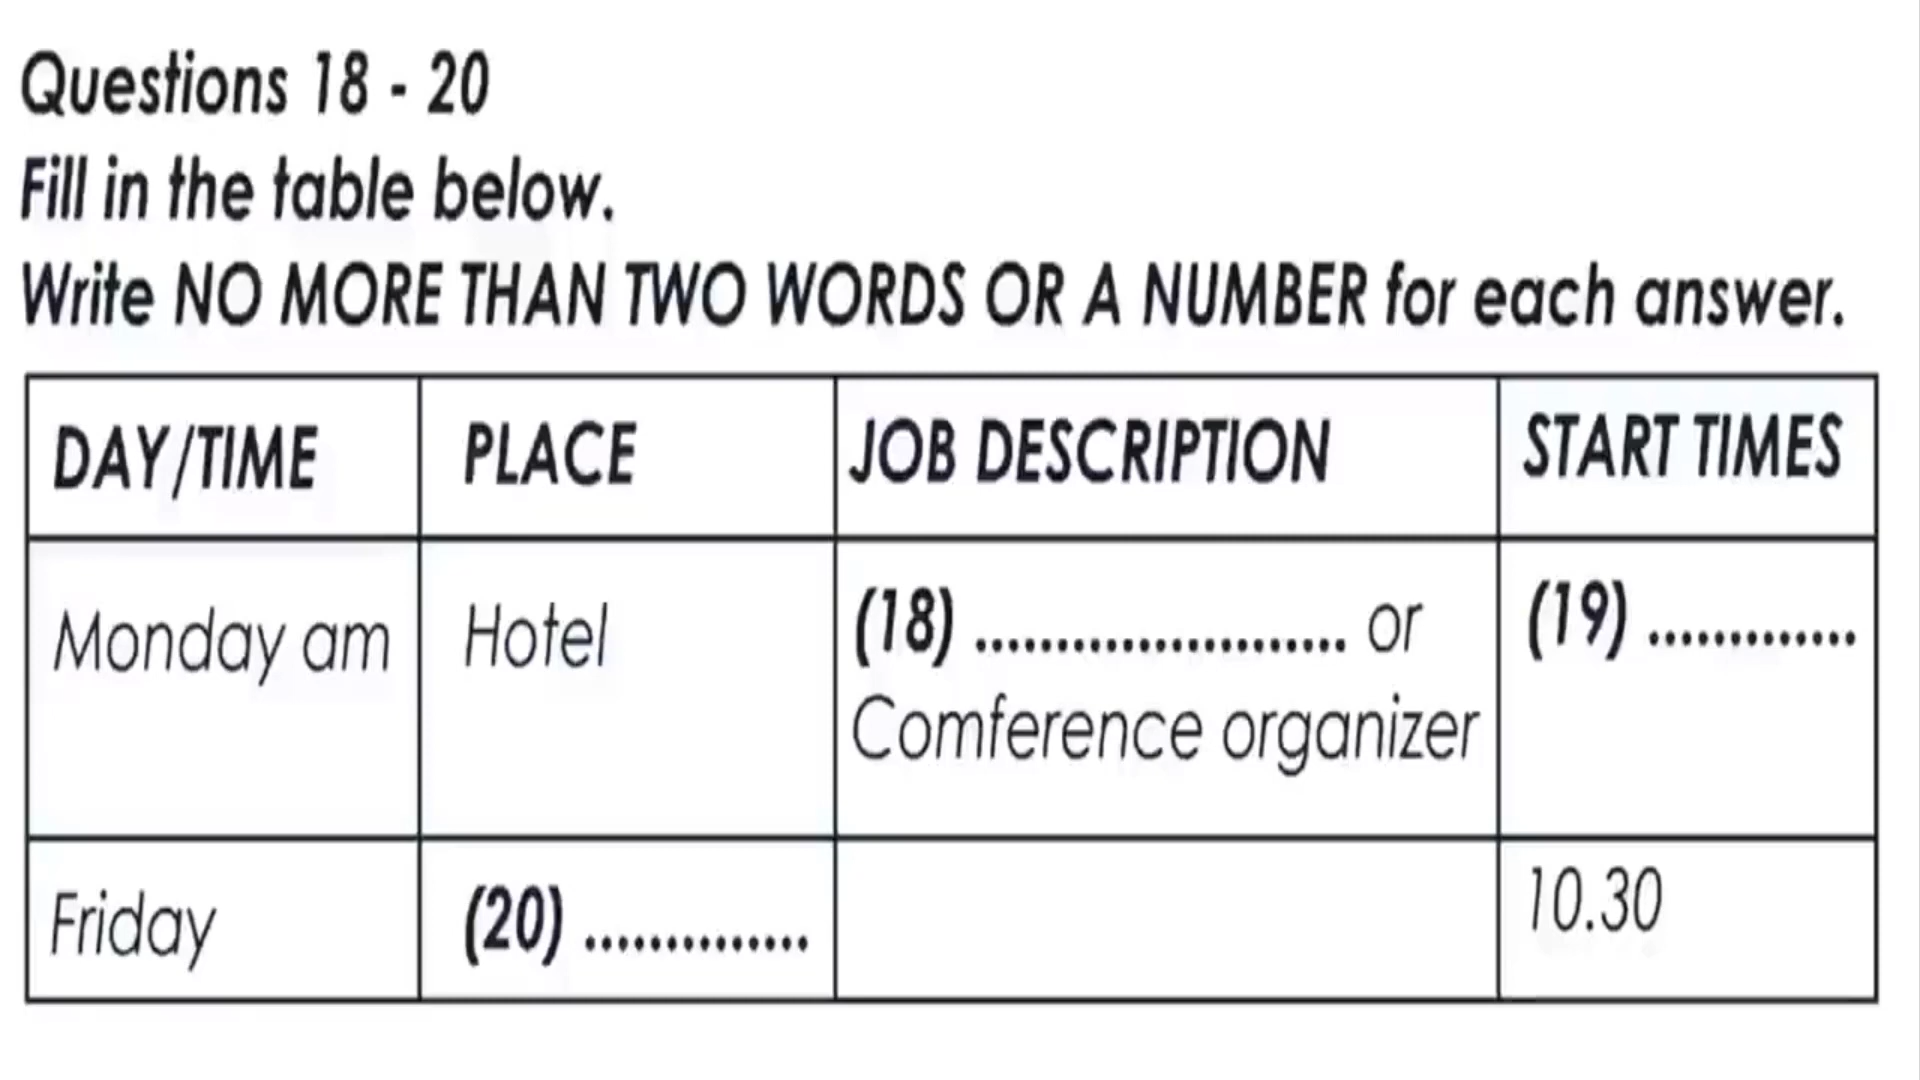 Questions 18 - 20
Fill in the table below.
Write NO MORE THAN TWO WORDS OR A NUMBER for each answer.
DAY/TIME PLACE JOB DESCRIPTION START TIMES
Monday am Hotel (18) ....................... or (19) .............
Comference organizer
Friday (20) .............. 10.30